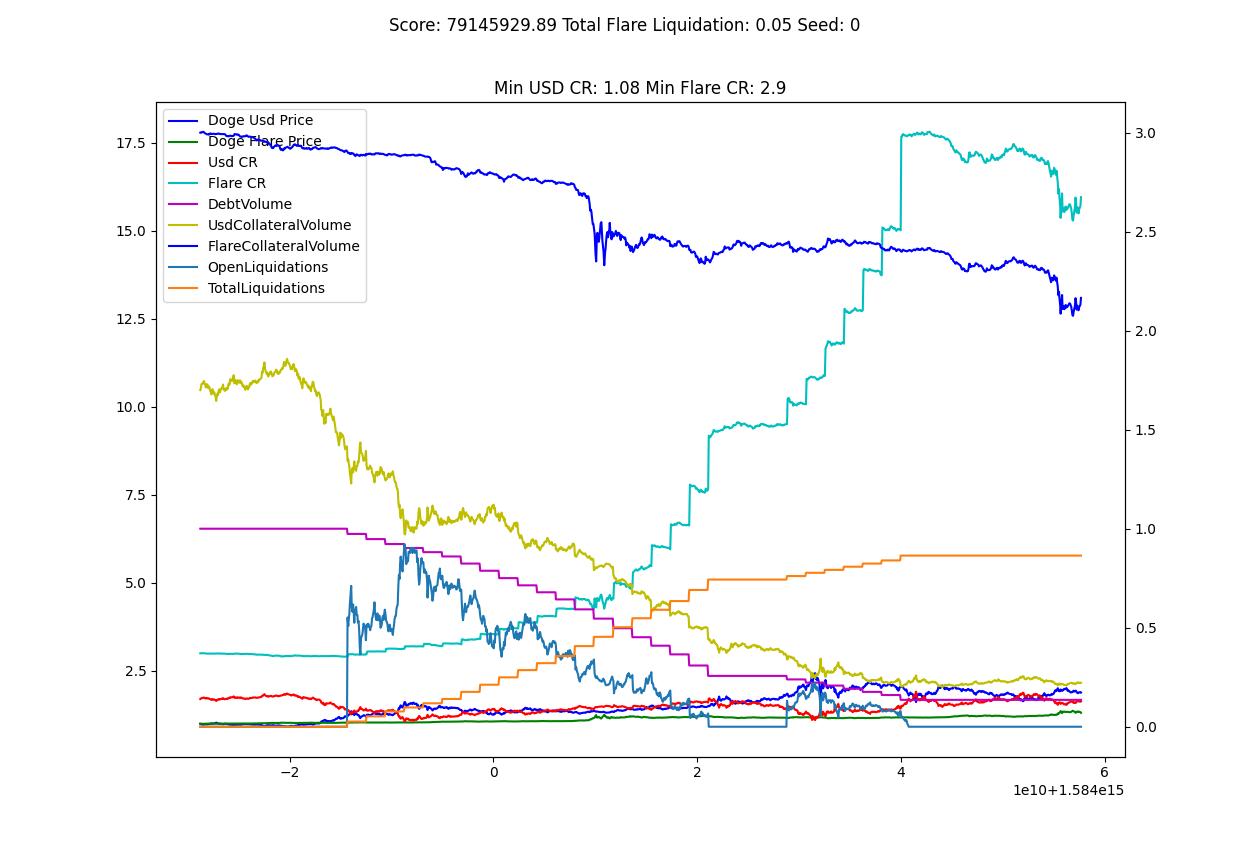 Score: 79145929.89 Total Flare Liquidation: 0.05 Seed: 0
Min USD CR: 1.08 Min Flare CR: 2.9
Doge Usd Price
Doge Flare Price
Usd CR
Flare CR
DebtVolume
UsdCollateralVolume
FlareCollateralVolume
OpenLiquidations
TotalLiquidations
17.5
15.0
12.5
10.0
7.5
5.0
2.5
3.0
2.5
2.0
1.5
1.0
0.5
0.0
−2
0
2
4
6
1e10+1.584e15